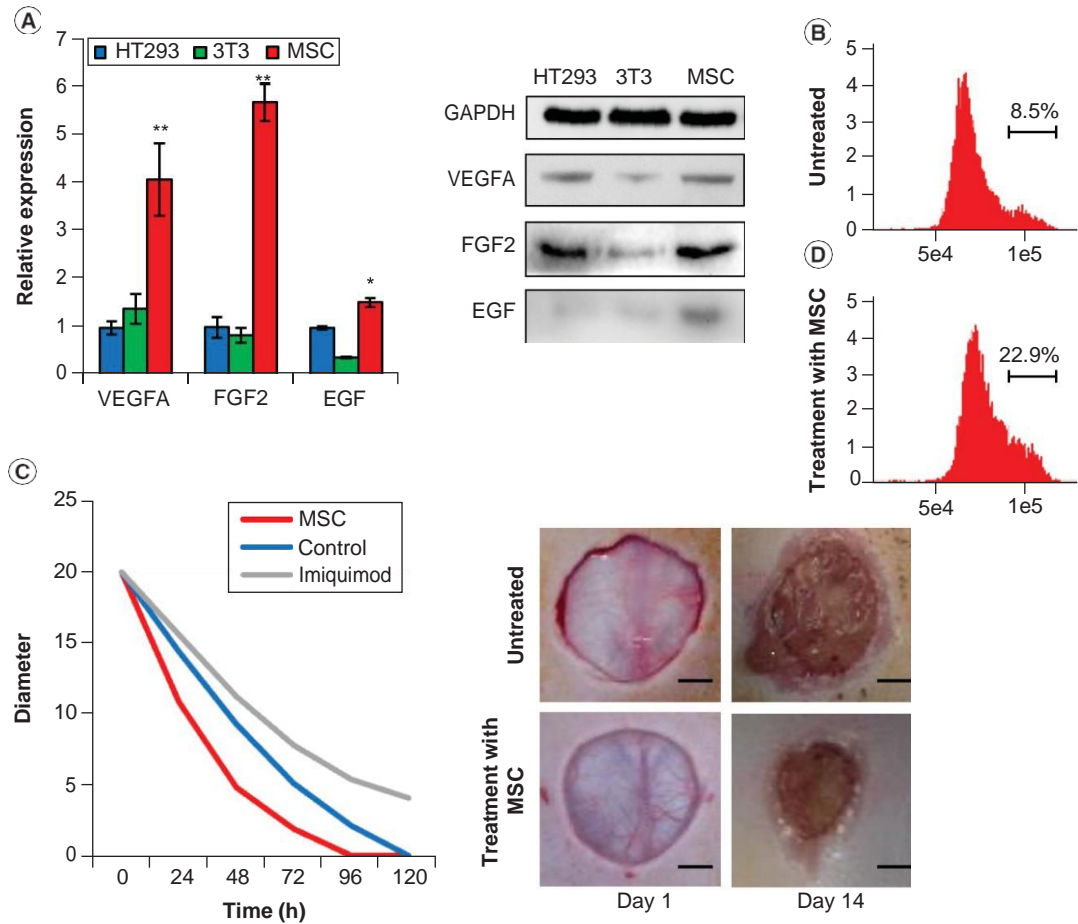 A
7
6
5
4
3
2
1
0
Relative expression
HT293 3T3 MSC
**
**
*
VEGFA FGF2 EGF
HT293 3T3 MSC
GAPDH
VEGFA
FGF2
EGF
B
Untreated
5
4
3
2
1
0
8.5%
5e4 1e5
D
Treatment with MSC
5
4
3
2
1
0
22.9%
5e4 1e5
C
Diameter
25
20
15
10
5
0
MSC
Control
Imiquimod
0 24 48 72 96 120
Time (h)
Untreated
Treatment with
MSC
Day 1 Day 14